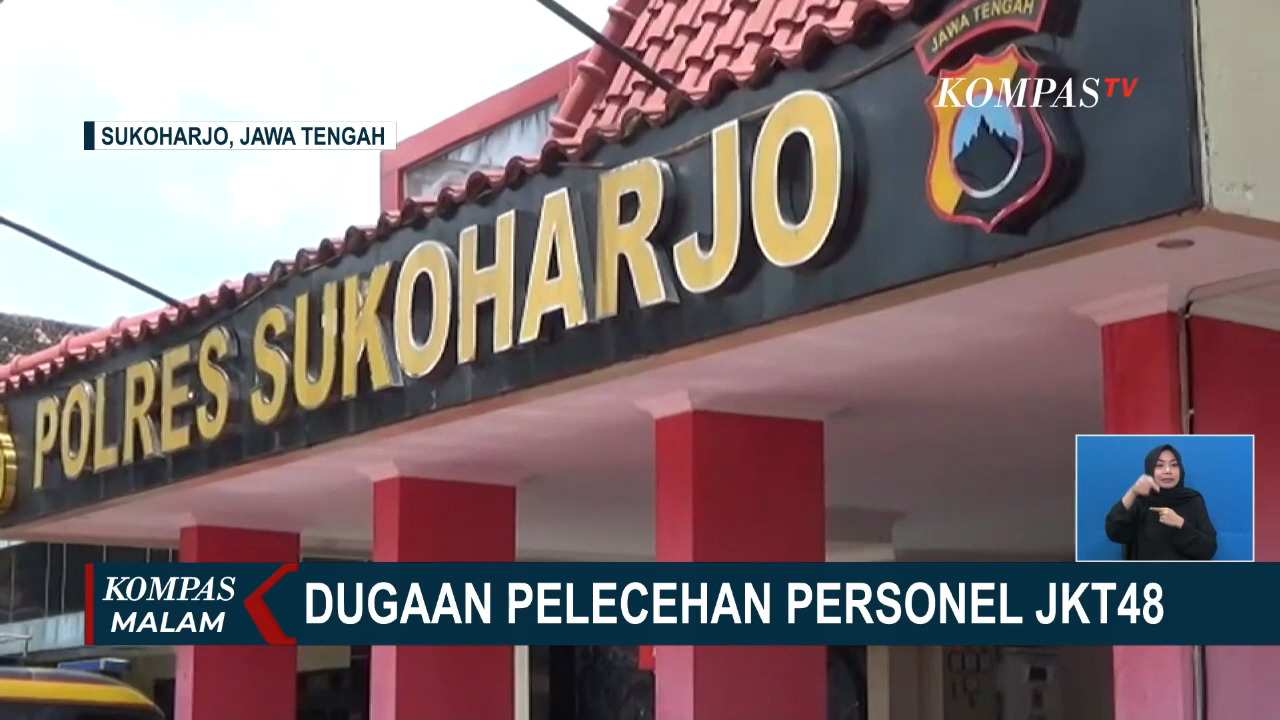 JAWA TENGAH
KOMPASTV
SUKOHARJO, JAWA TENGAH
POLRES SUKOHARJO
KOMPAS
MALAM
DUGAAN PELECEHAN PERSONEL JKT48